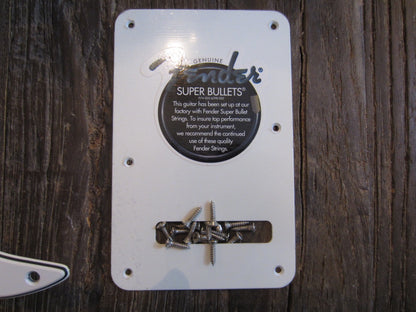 GENUINE
Fender
SUPER BULLETS®
This guitar has been set up at our
factory with Fender Super Bullet
Strings. To insure top performance
from your instrument,
we recommend the continued
use of these quality
Fender Strings.